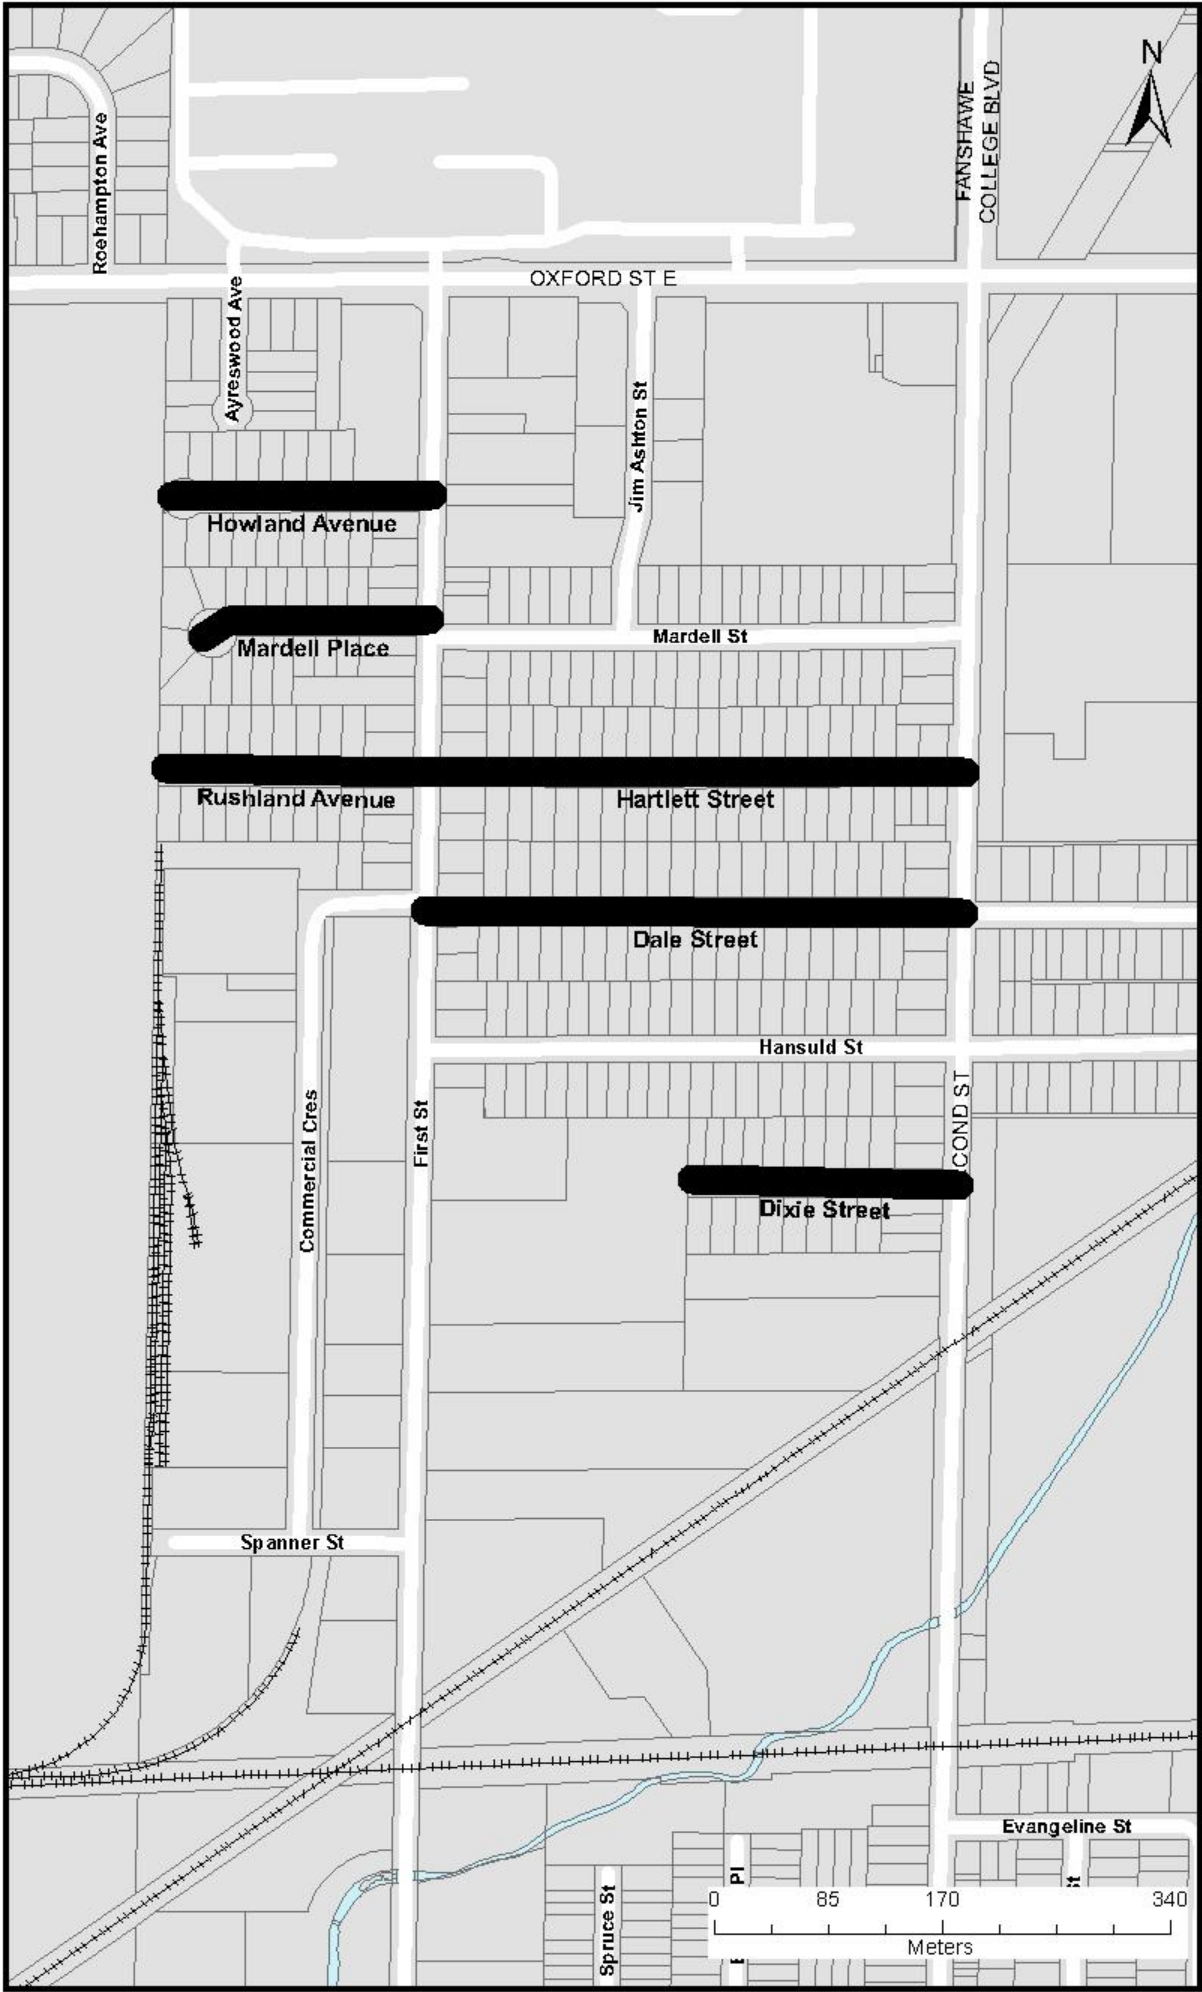 N
FANSHAWE
COLLEGE BLVD
Roehampton Ave
OXFORD ST E
Ayreswood Ave
Jim Ashton St
Howland Avenue
Mardell St
Mardell Place
Rushland Avenue
Hartlett Street
Dale Street
Hansuld St
COND ST
First St
Commercial Cres
Dixie Street
Spanner St
Evangeline St
Spruce St
Pl
St
0 85 170 340
Meters